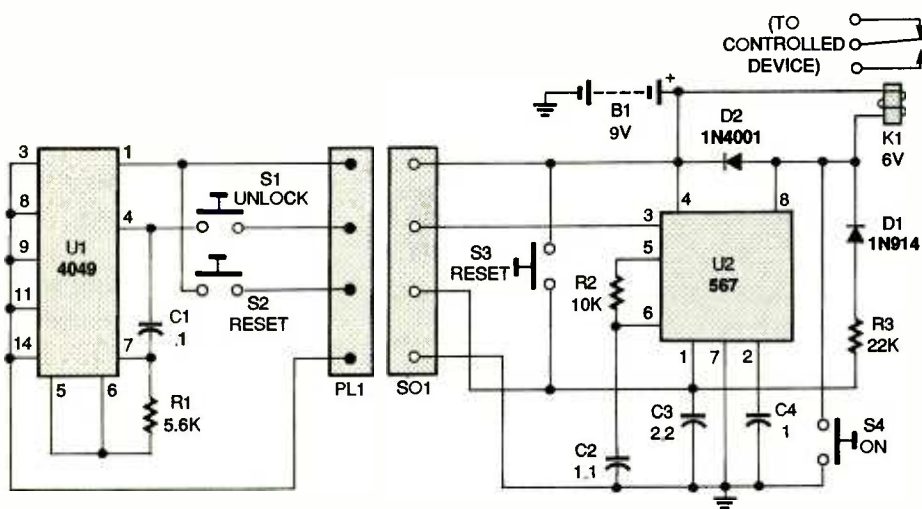 (TO
CONTROLLED
DEVICE)
+
B1
9V
D2
1N4001
K1
6V
3
8
9
11
14
1
4
7
5
6
U1
4049
S1
UNLOCK
S2
RESET
C1
.1
R1
5.6K
PL1
SO1
S3
RESET
R2
10K
3
5
6
4
8
U2
567
1
7
2
D1
1N914
R3
22K
C2
1.1
C3
2.2
C4
1
S4
ON